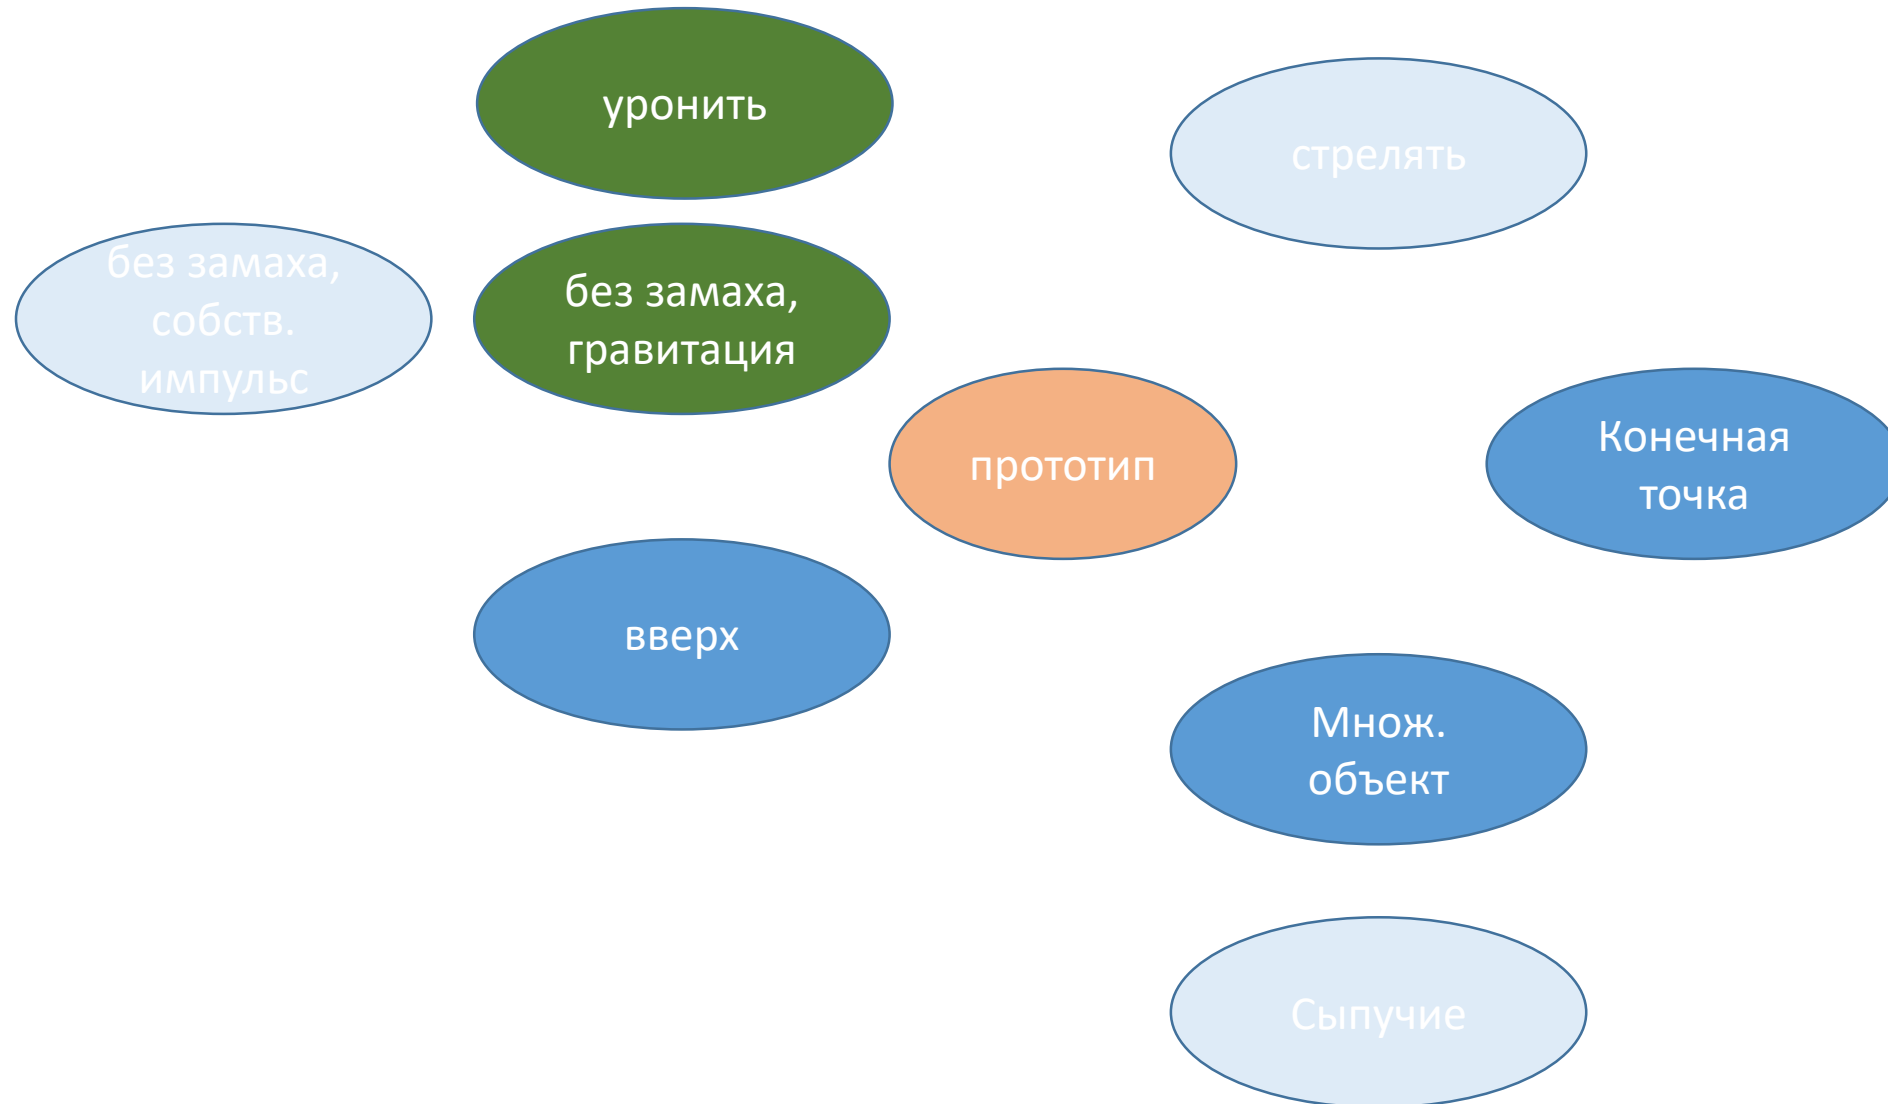 уронить
стрелять
без замаха,
собств.
импульс
без замаха,
гравитация
прототип
Конечная
точка
вверх
Множ.
объект
Сыпучие